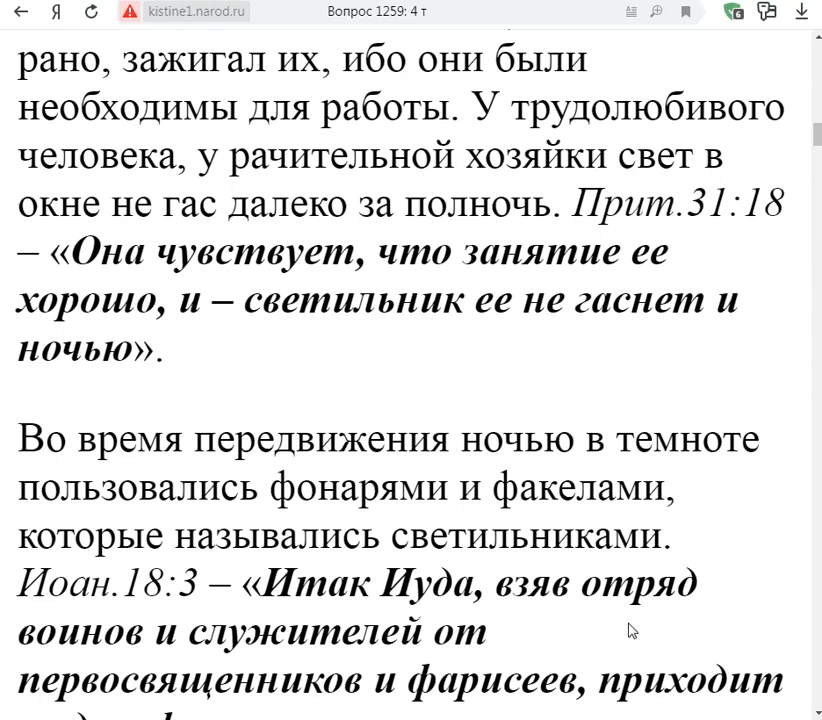 kistine1.narod.ru
Вопрос 1259: 4 т
6
рано, зажигал их, ибо они были
необходимы для работы. У трудолюбивого
человека, у рачительной хозяйки свет в
окне не гас далеко за полночь. Прит.31:18
– «Она чувствует, что занятие ее
хорошо, и – светильник ее не гаснет и
ночью».
Во время передвижения ночью в темноте
пользовались фонарями и факелами,
которые назывались светильниками.
Иоан.18:3 – «Итак Иуда, взяв отряд
воинов и служителей от
первосвященников и фарисеев, приходит